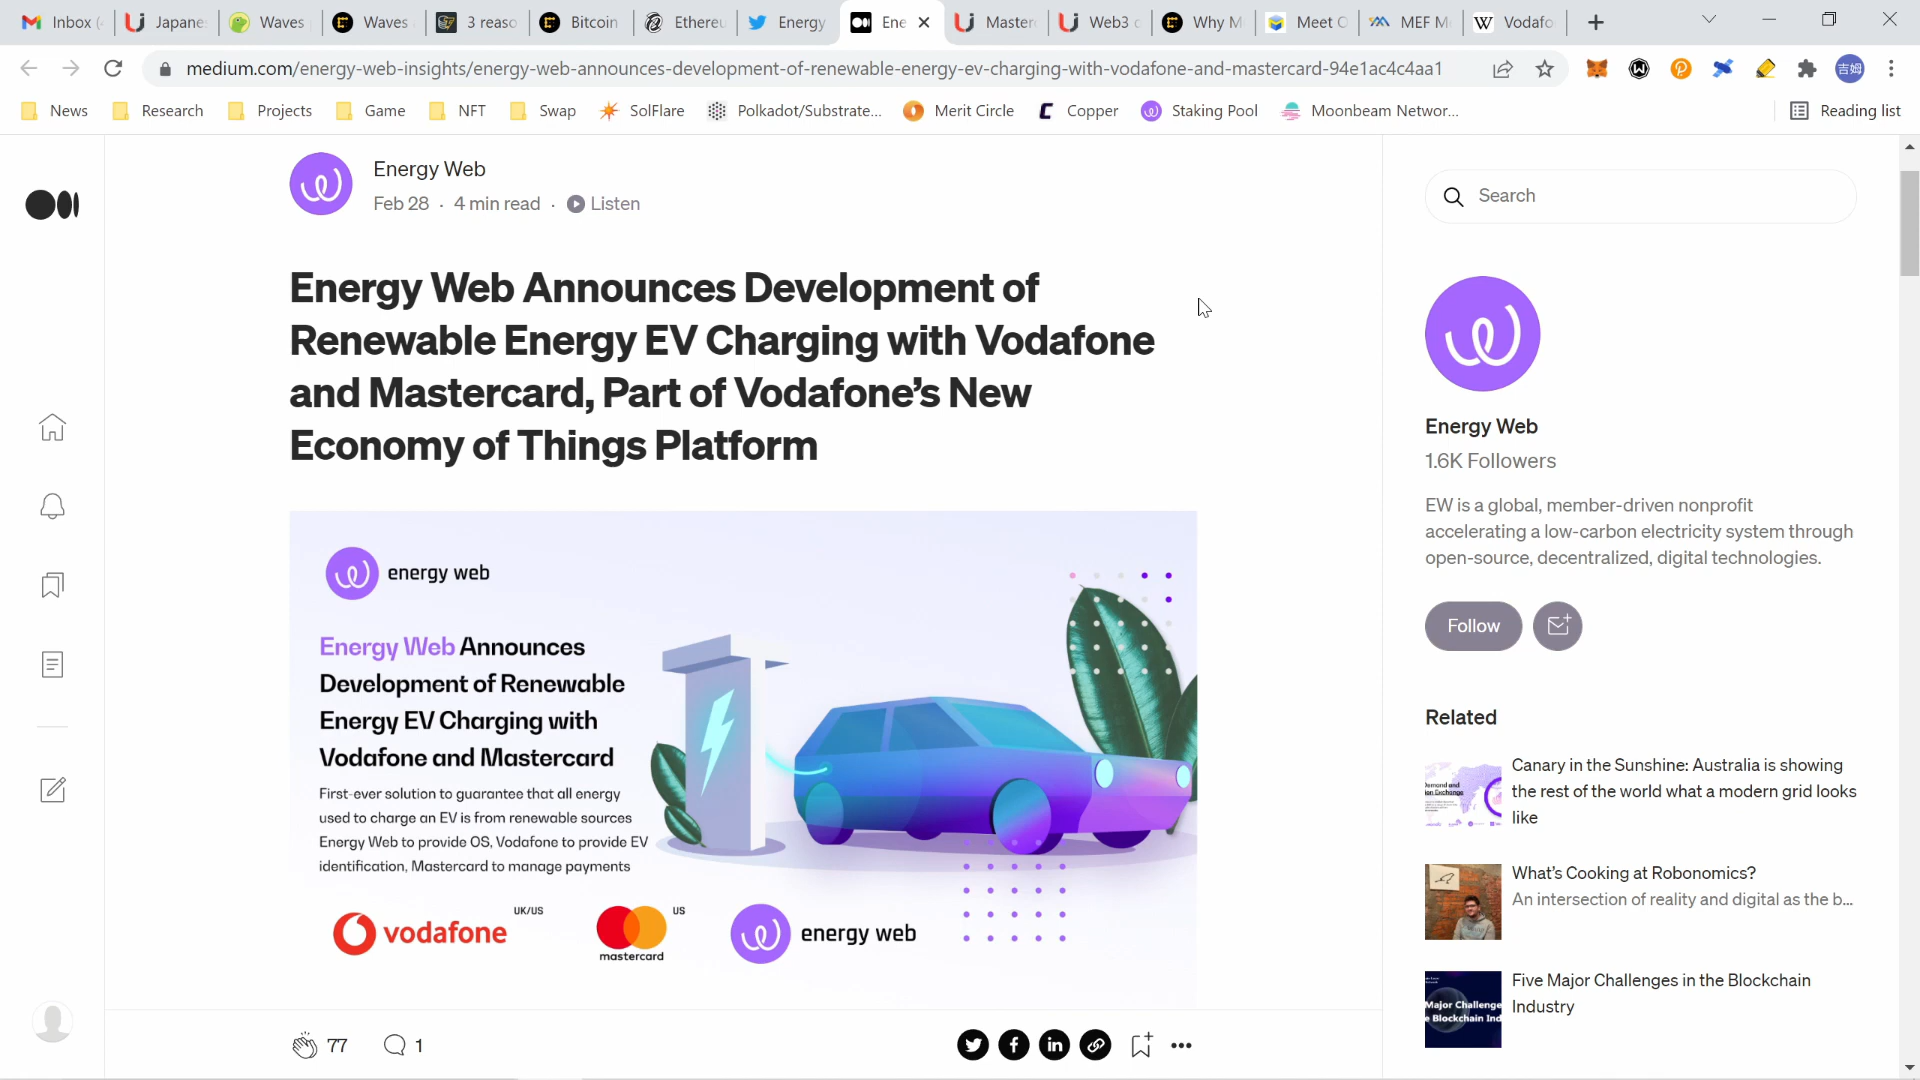 Inbox (
Japane
Waves
Waves
3 reaso
Bitcoin
Ethereu
Energy
Ene
Master
Web3 c
Why M
Meet C
MEF M
Vodafo
medium.com/energy-web-insights/energy-web-announces-development-of-renewable-energy-ev-charging-with-vodafone-and-mastercard-94e1ac4c4aa1
吉姆
News
Research
Projects
Game
NFT
Swap
SolFlare
Polkadot/Substrate...
Merit Circle
Copper
Staking Pool
Moonbeam Networ...
Reading list
Energy Web
Feb 28 · 4 min read · Listen
Energy Web Announces Development of
Renewable Energy EV Charging with Vodafone
and Mastercard, Part of Vodafone’s New
Economy of Things Platform
energy web
Energy Web Announces
Development of Renewable
Energy EV Charging with
Vodafone and Mastercard
First-ever solution to guarantee that all energy
used to charge an EV is from renewable sources
Energy Web to provide OS, Vodafone to provide EV
identification, Mastercard to manage payments
vodafone UK/US
mastercard US
energy web
77
1
Search
Energy Web
1.6K Followers
EW is a global, member-driven nonprofit
accelerating a low-carbon electricity system through
open-source, decentralized, digital technologies.
Follow
Related
Canary in the Sunshine: Australia is showing
the rest of the world what a modern grid looks
like
What’s Cooking at Robonomics?
An intersection of reality and digital as the b...
Five Major Challenges in the Blockchain
Industry
Major Challenge
e Blockchain Ind